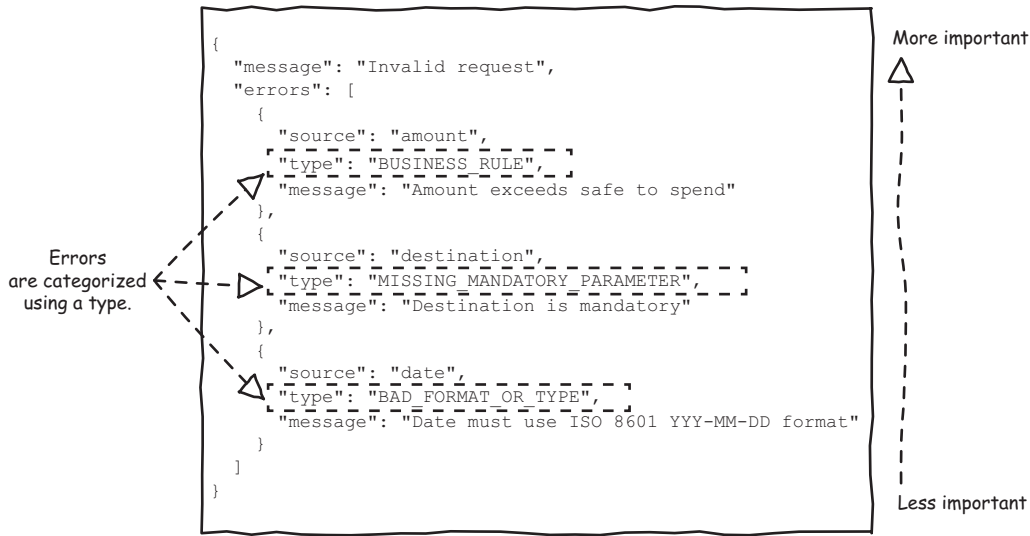 More important
{
"message": "Invalid request",
"errors": [
{
"source": "amount",
"type": "BUSINESS_RULE",
"message": "Amount exceeds safe to spend"
},
{
"source": "destination",
"type": "MISSING_MANDATORY_PARAMETER",
"message": "Destination is mandatory"
},
{
"source": "date",
"type": "BAD_FORMAT_OR_TYPE",
"message": "Date must use ISO 8601 YYY-MM-DD format"
}
]
}
Errors
are categorized
using a type.
Less important